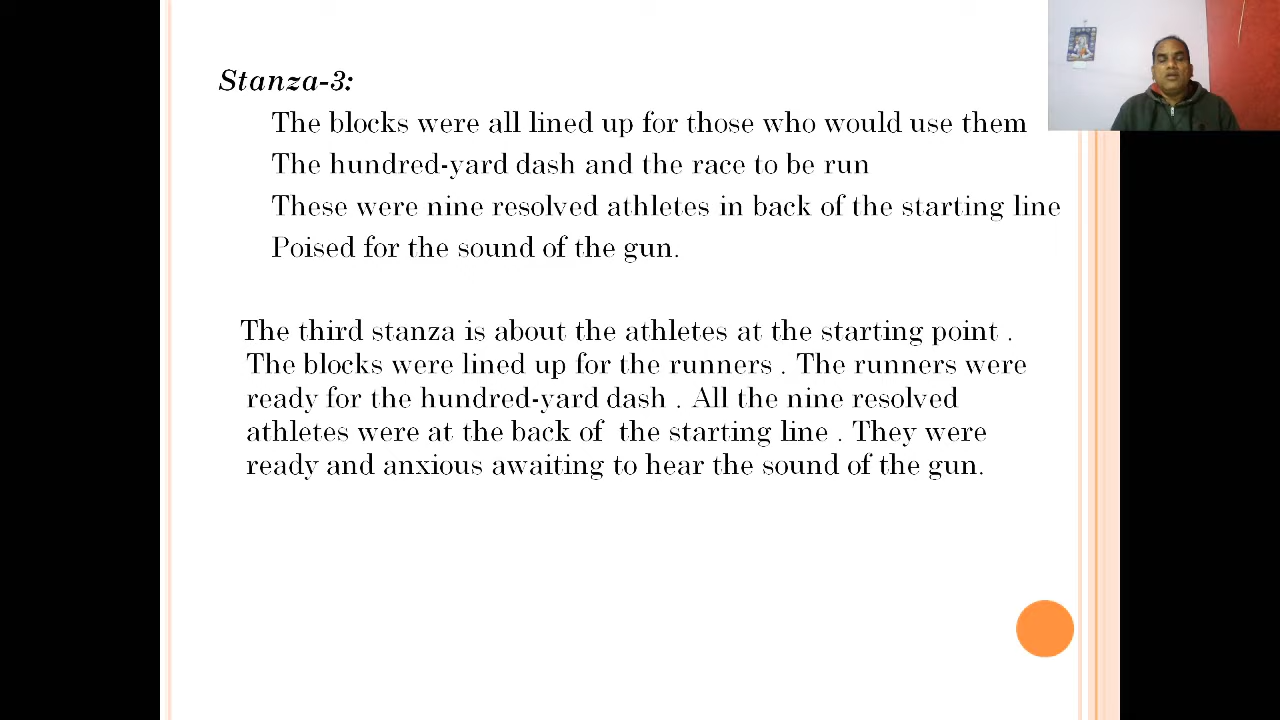 Stanza-3:
The blocks were all lined up for those who would use them
The hundred-yard dash and the race to be run
These were nine resolved athletes in back of the starting line
Poised for the sound of the gun.
The third stanza is about the athletes at the starting point .
The blocks were lined up for the runners . The runners were
ready for the hundred-yard dash . All the nine resolved
athletes were at the back of the starting line . They were
ready and anxious awaiting to hear the sound of the gun.